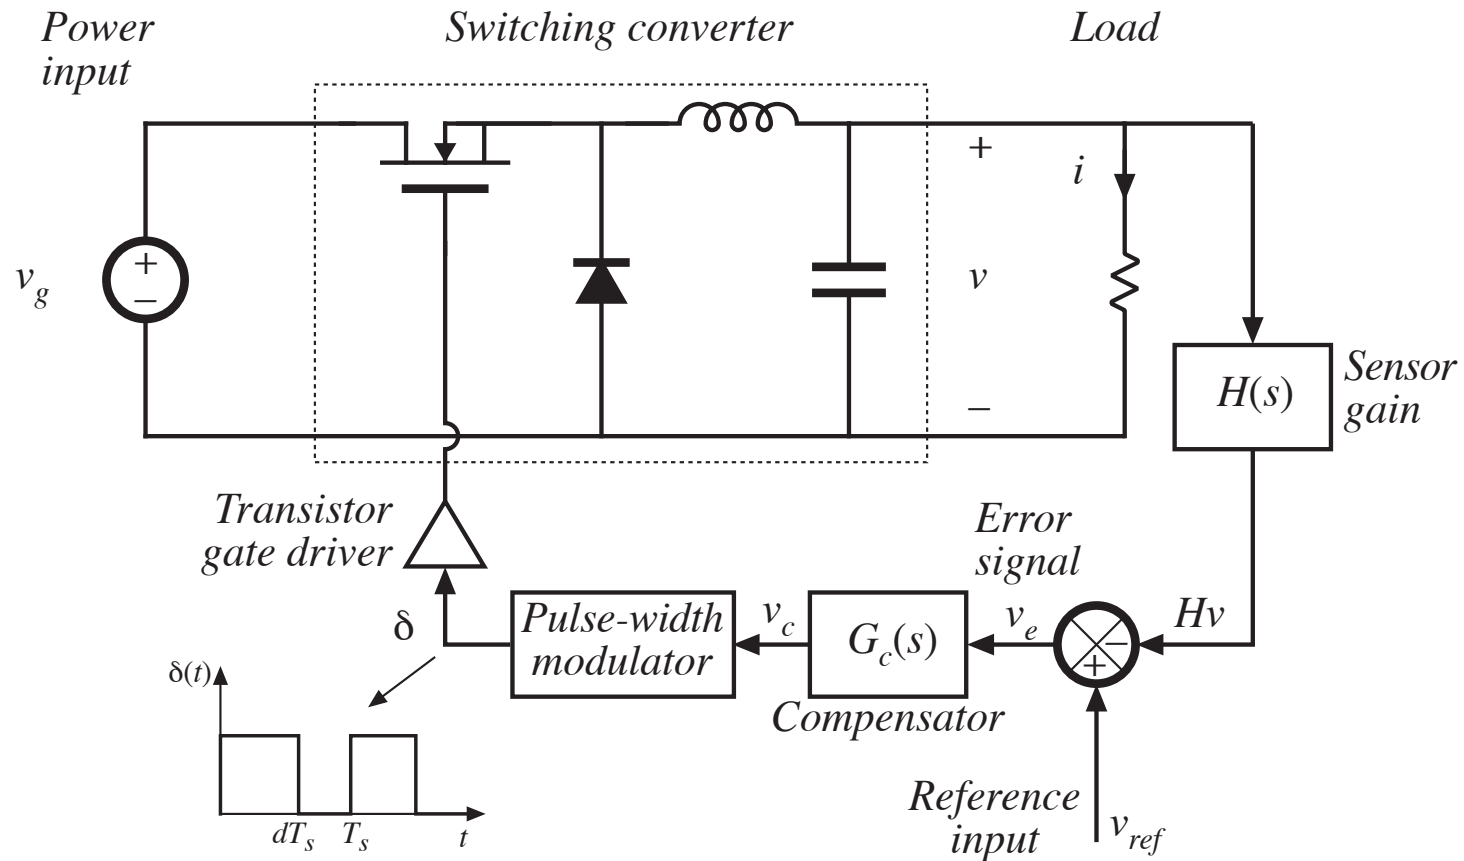 Power
input
Switching converter
Load
+
i
v_g
+
–
v
H(s)
Sensor
gain
–
Transistor
gate driver
Error
signal
δ
Pulse-width
modulator
v_c
G_c(s)
v_e
–
+
Hv
Compensator
δ(t)
dT_s
T_s
t
Reference
input
v_ref